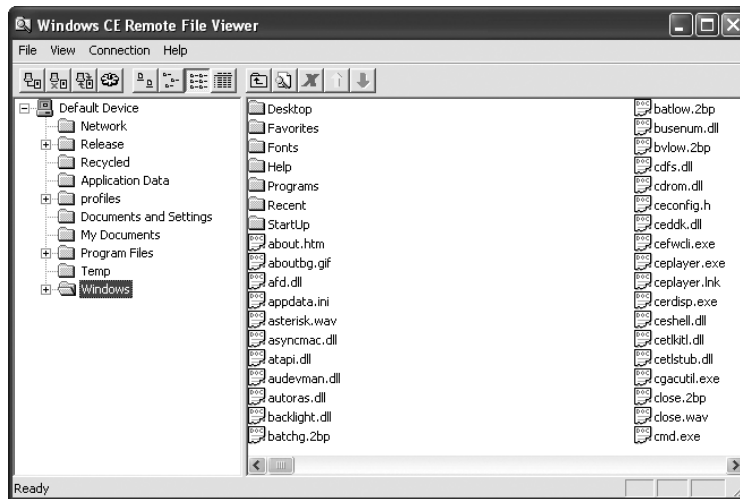 Windows CE Remote File Viewer
File View Connection Help
Default Device
Network
Release
Recycled
Application Data
profiles
Documents and Settings
My Documents
Program Files
Temp
Windows
Desktop
Favorites
Fonts
Help
Programs
Recent
StartUp
about.htm
aboutbg.gif
afd.dll
appdata.ini
asterisk.wav
asyncmac.dll
atapi.dll
audevman.dll
autoras.dll
backlight.dll
batchg.2bp
batlow.2bp
busenum.dll
bvlow.2bp
cdfs.dll
cdrom.dll
ceconfig.h
ceddk.dll
cefwcli.exe
ceplayer.exe
ceplayer.lnk
cerdisp.exe
ceshell.dll
cetlkitl.dll
cetlstub.dll
cgacutil.exe
close.2bp
close.wav
cmd.exe
Ready